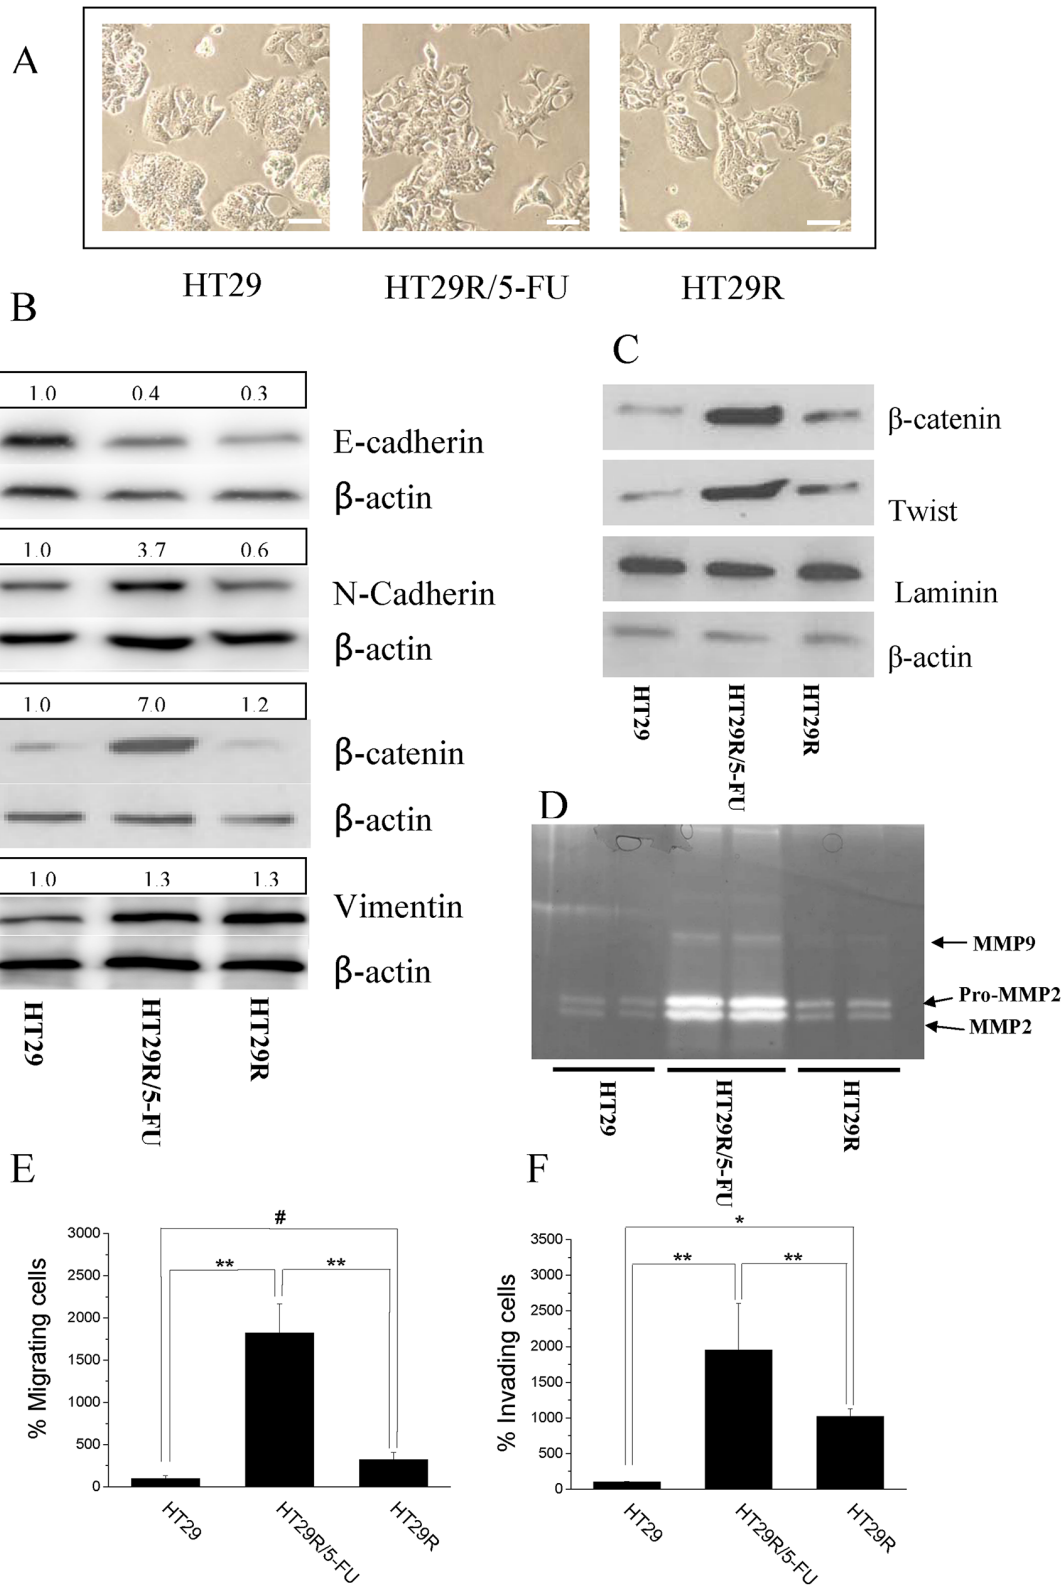 A
HT29 HT29R/5-FU HT29R
B
1.0 0.4 0.3
E-cadherin
β-actin
1.0 3.7 0.6
N-Cadherin
β-actin
1.0 7.0 1.2
β-catenin
β-actin
1.0 1.3 1.3
Vimentin
β-actin
HT29 HT29R/5-FU HT29R
C
β-catenin
Twist
Laminin
β-actin
HT29 HT29R/5-FU HT29R
D
MMP9
Pro-MMP2
MMP2
HT29 HT29R/5-FU HT29R
E
% Migrating cells
3000
2500
2000
1500
1000
500
0
#
** **
HT29 HT29R/5-FU HT29R
F
% Invading cells
3500
3000
2500
2000
1500
1000
500
0
*
** **
HT29 HT29R/5-FU HT29R